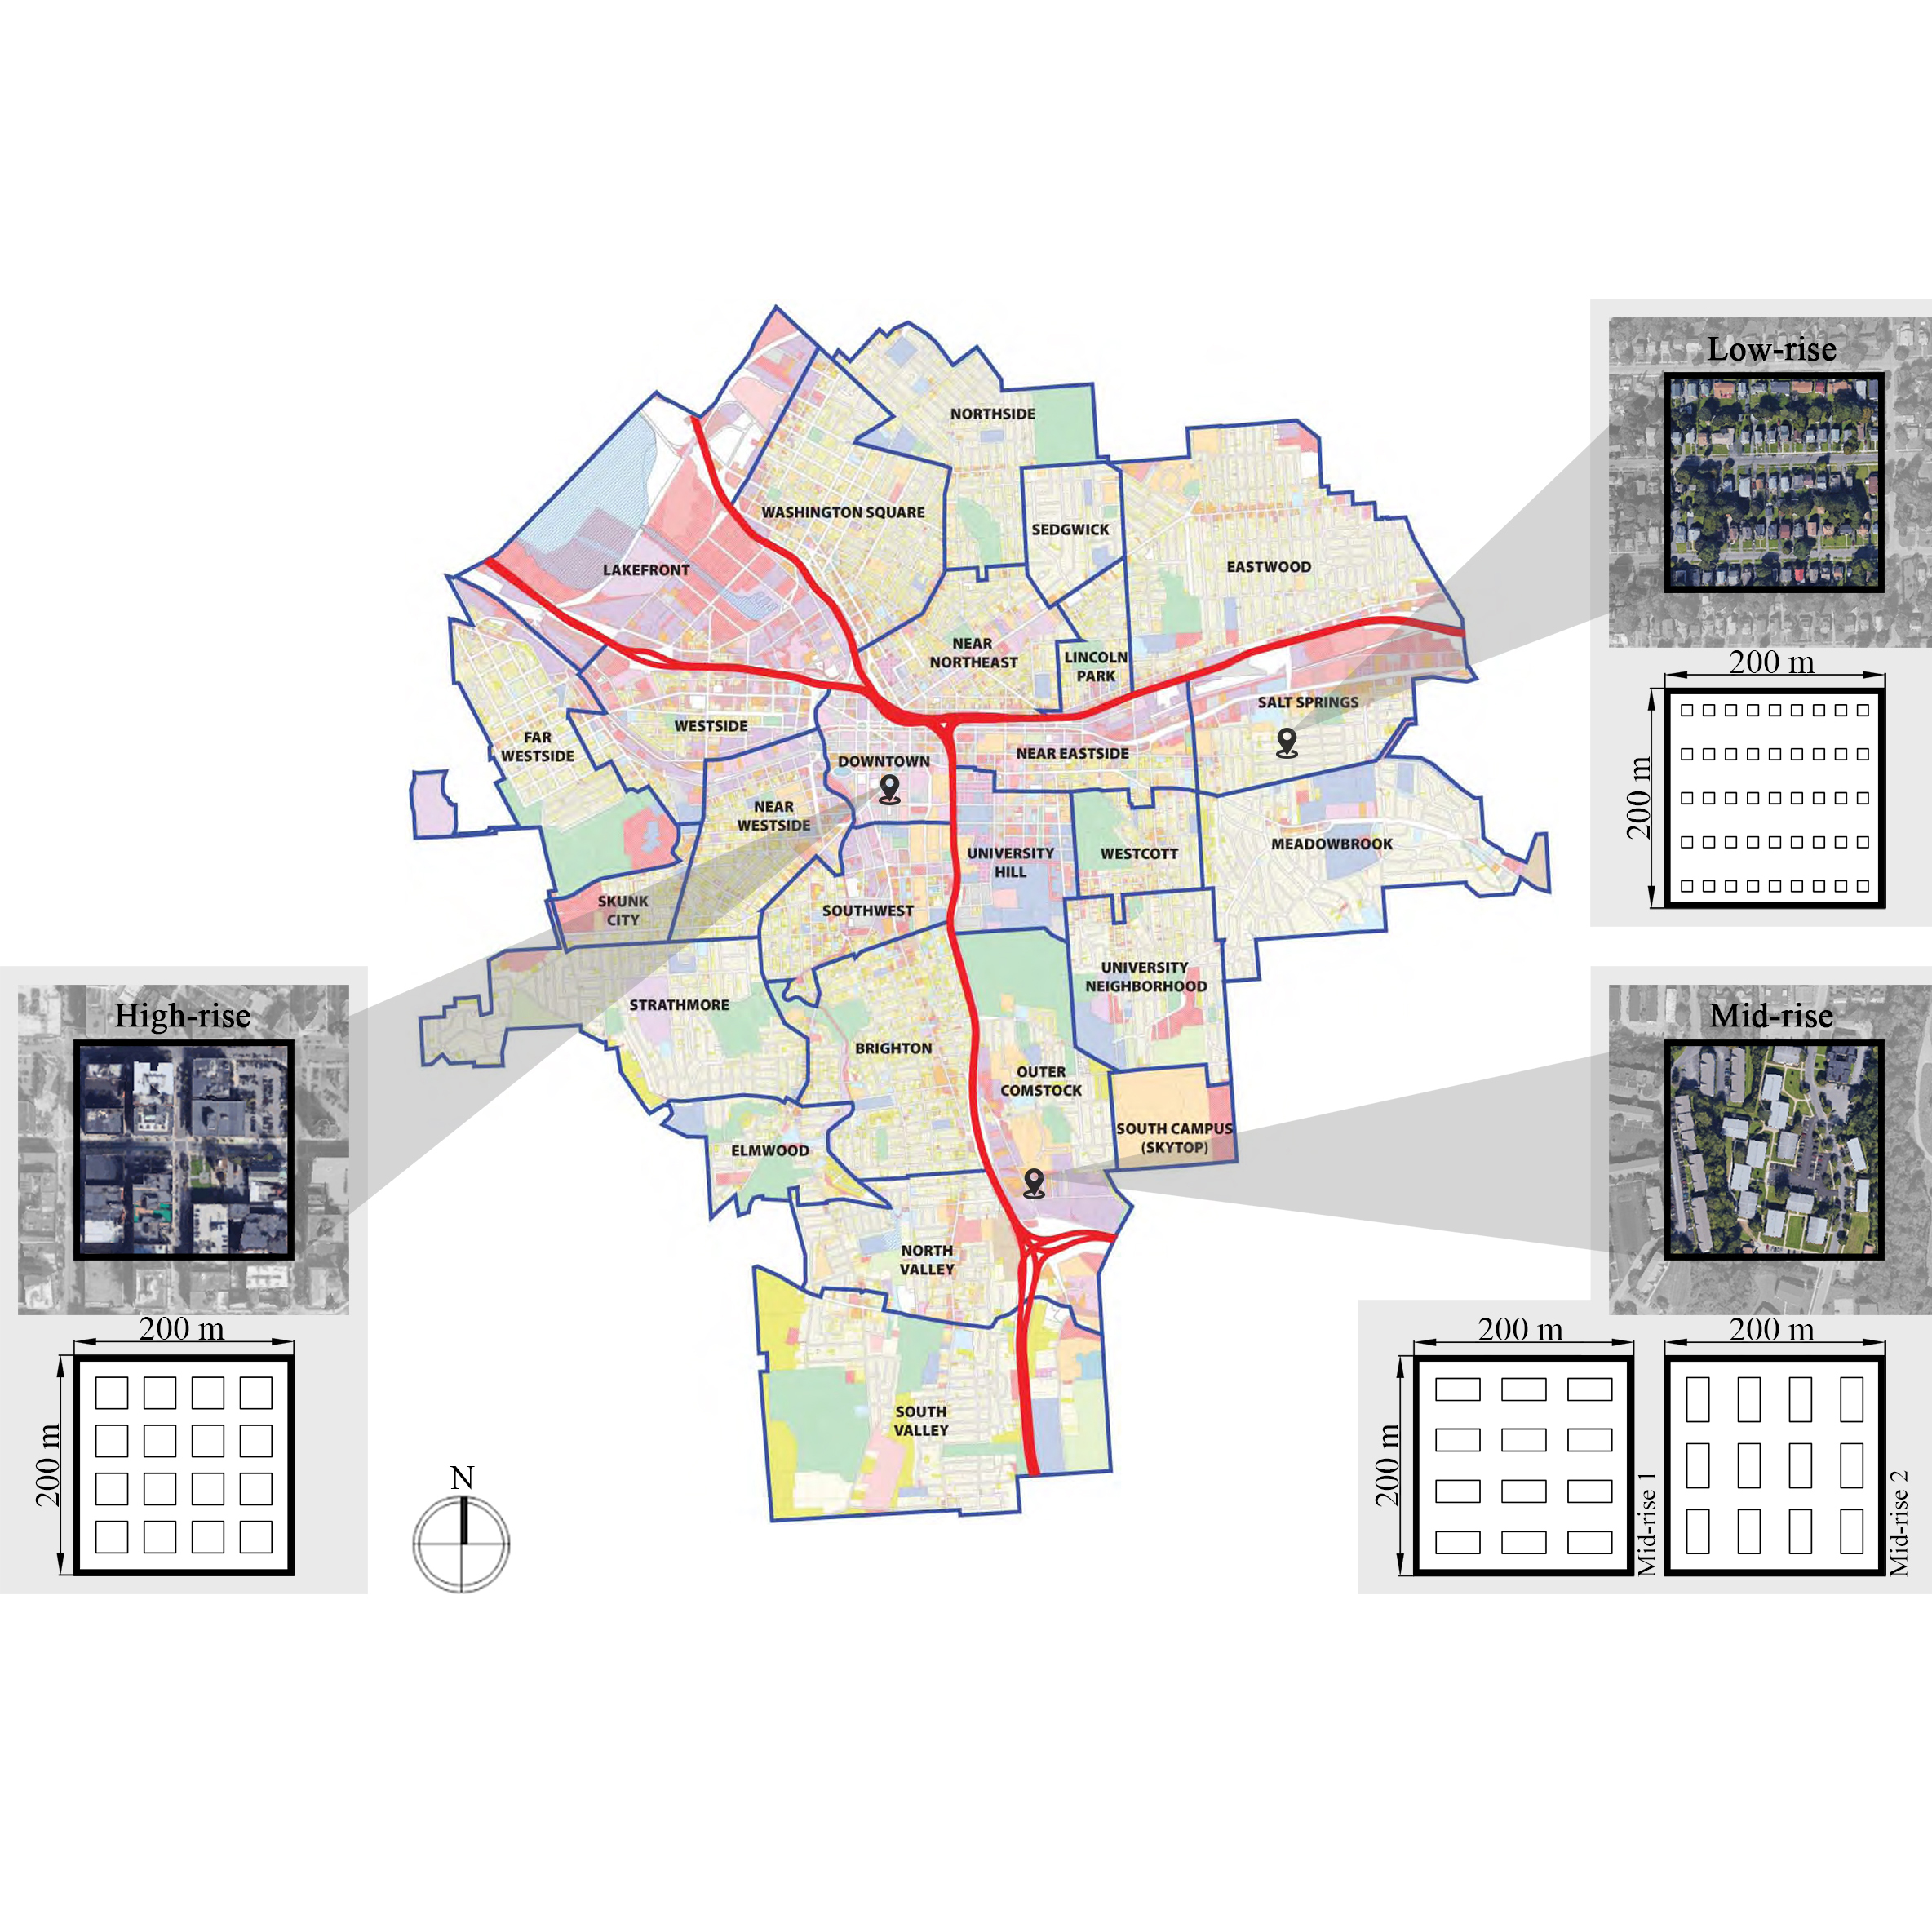 Low-rise
200 m
200 m
NORTHSIDE
WASHINGTON SQUARE
SEDGWICK
LAKEFRONT
EASTWOOD
NEAR
NORTHEAST
LINCOLN
PARK
SALT SPRINGS
WESTSIDE
FAR
WESTSIDE
DOWNTOWN
NEAR EASTSIDE
NEAR
WESTSIDE
UNIVERSITY
HILL
WESTCOTT
MEADOWBROOK
SKUNK
CITY
SOUTHWEST
STRATHMORE
UNIVERSITY
NEIGHBORHOOD
BRIGHTON
OUTER
COMSTOCK
SOUTH CAMPUS
(SKYTOP)
ELMWOOD
NORTH
VALLEY
SOUTH
VALLEY
High-rise
200 m
200 m
N
Mid-rise
200 m
200 m
200 m
Mid-rise 1
Mid-rise 2